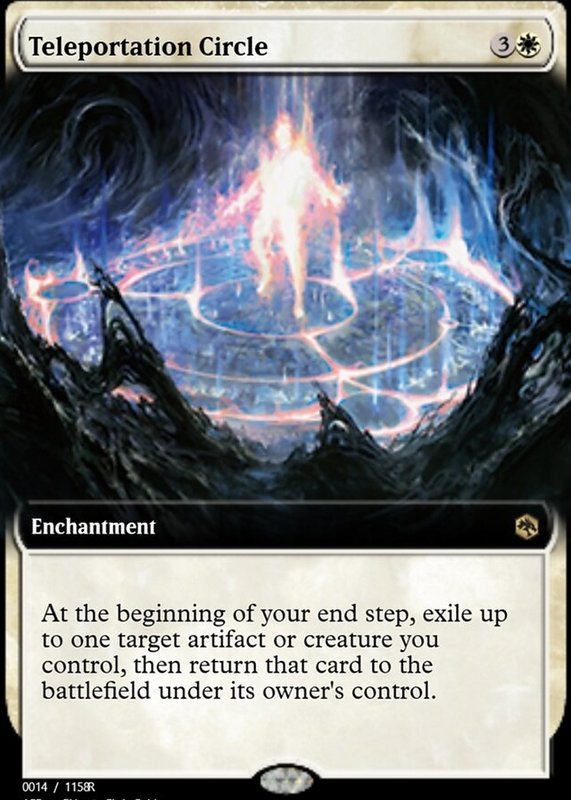 Teleportation Circle 3
Enchantment
At the beginning of your end step, exile up
to one target artifact or creature you
control, then return that card to the
battlefield under its owner's control.
0014 / 1158R